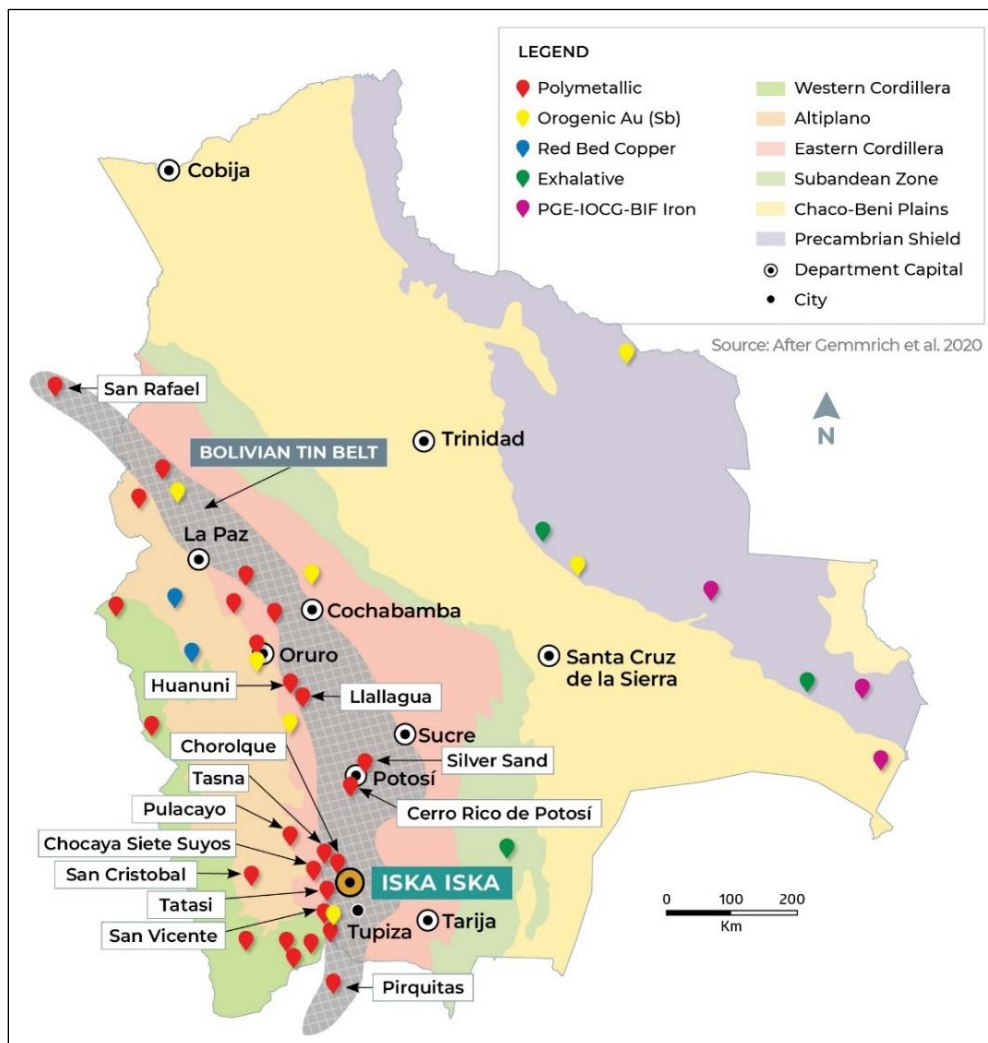 LEGEND
Polymetallic
Orogenic Au (Sb)
Red Bed Copper
Exhalative
PGE-IOCG-BIF Iron
Western Cordillera
Altiplano
Eastern Cordillera
Subandean Zone
Chaco-Beni Plains
Precambrian Shield
Department Capital
City
Source: After Gemmrich et al. 2020
N
Cobija
San Rafael
Trinidad
BOLIVIAN TIN BELT
La Paz
Cochabamba
Oruro
Santa Cruz
de la Sierra
Huanuni
Llallagua
Sucre
Chorolque
Silver Sand
Potosí
Tasna
Pulacayo
Cerro Rico de Potosí
Chocaya Siete Suyos
San Cristobal
ISKA ISKA
Tatasi
Tupiza
Tarija
San Vicente
Pirquitas
0 100 200
Km